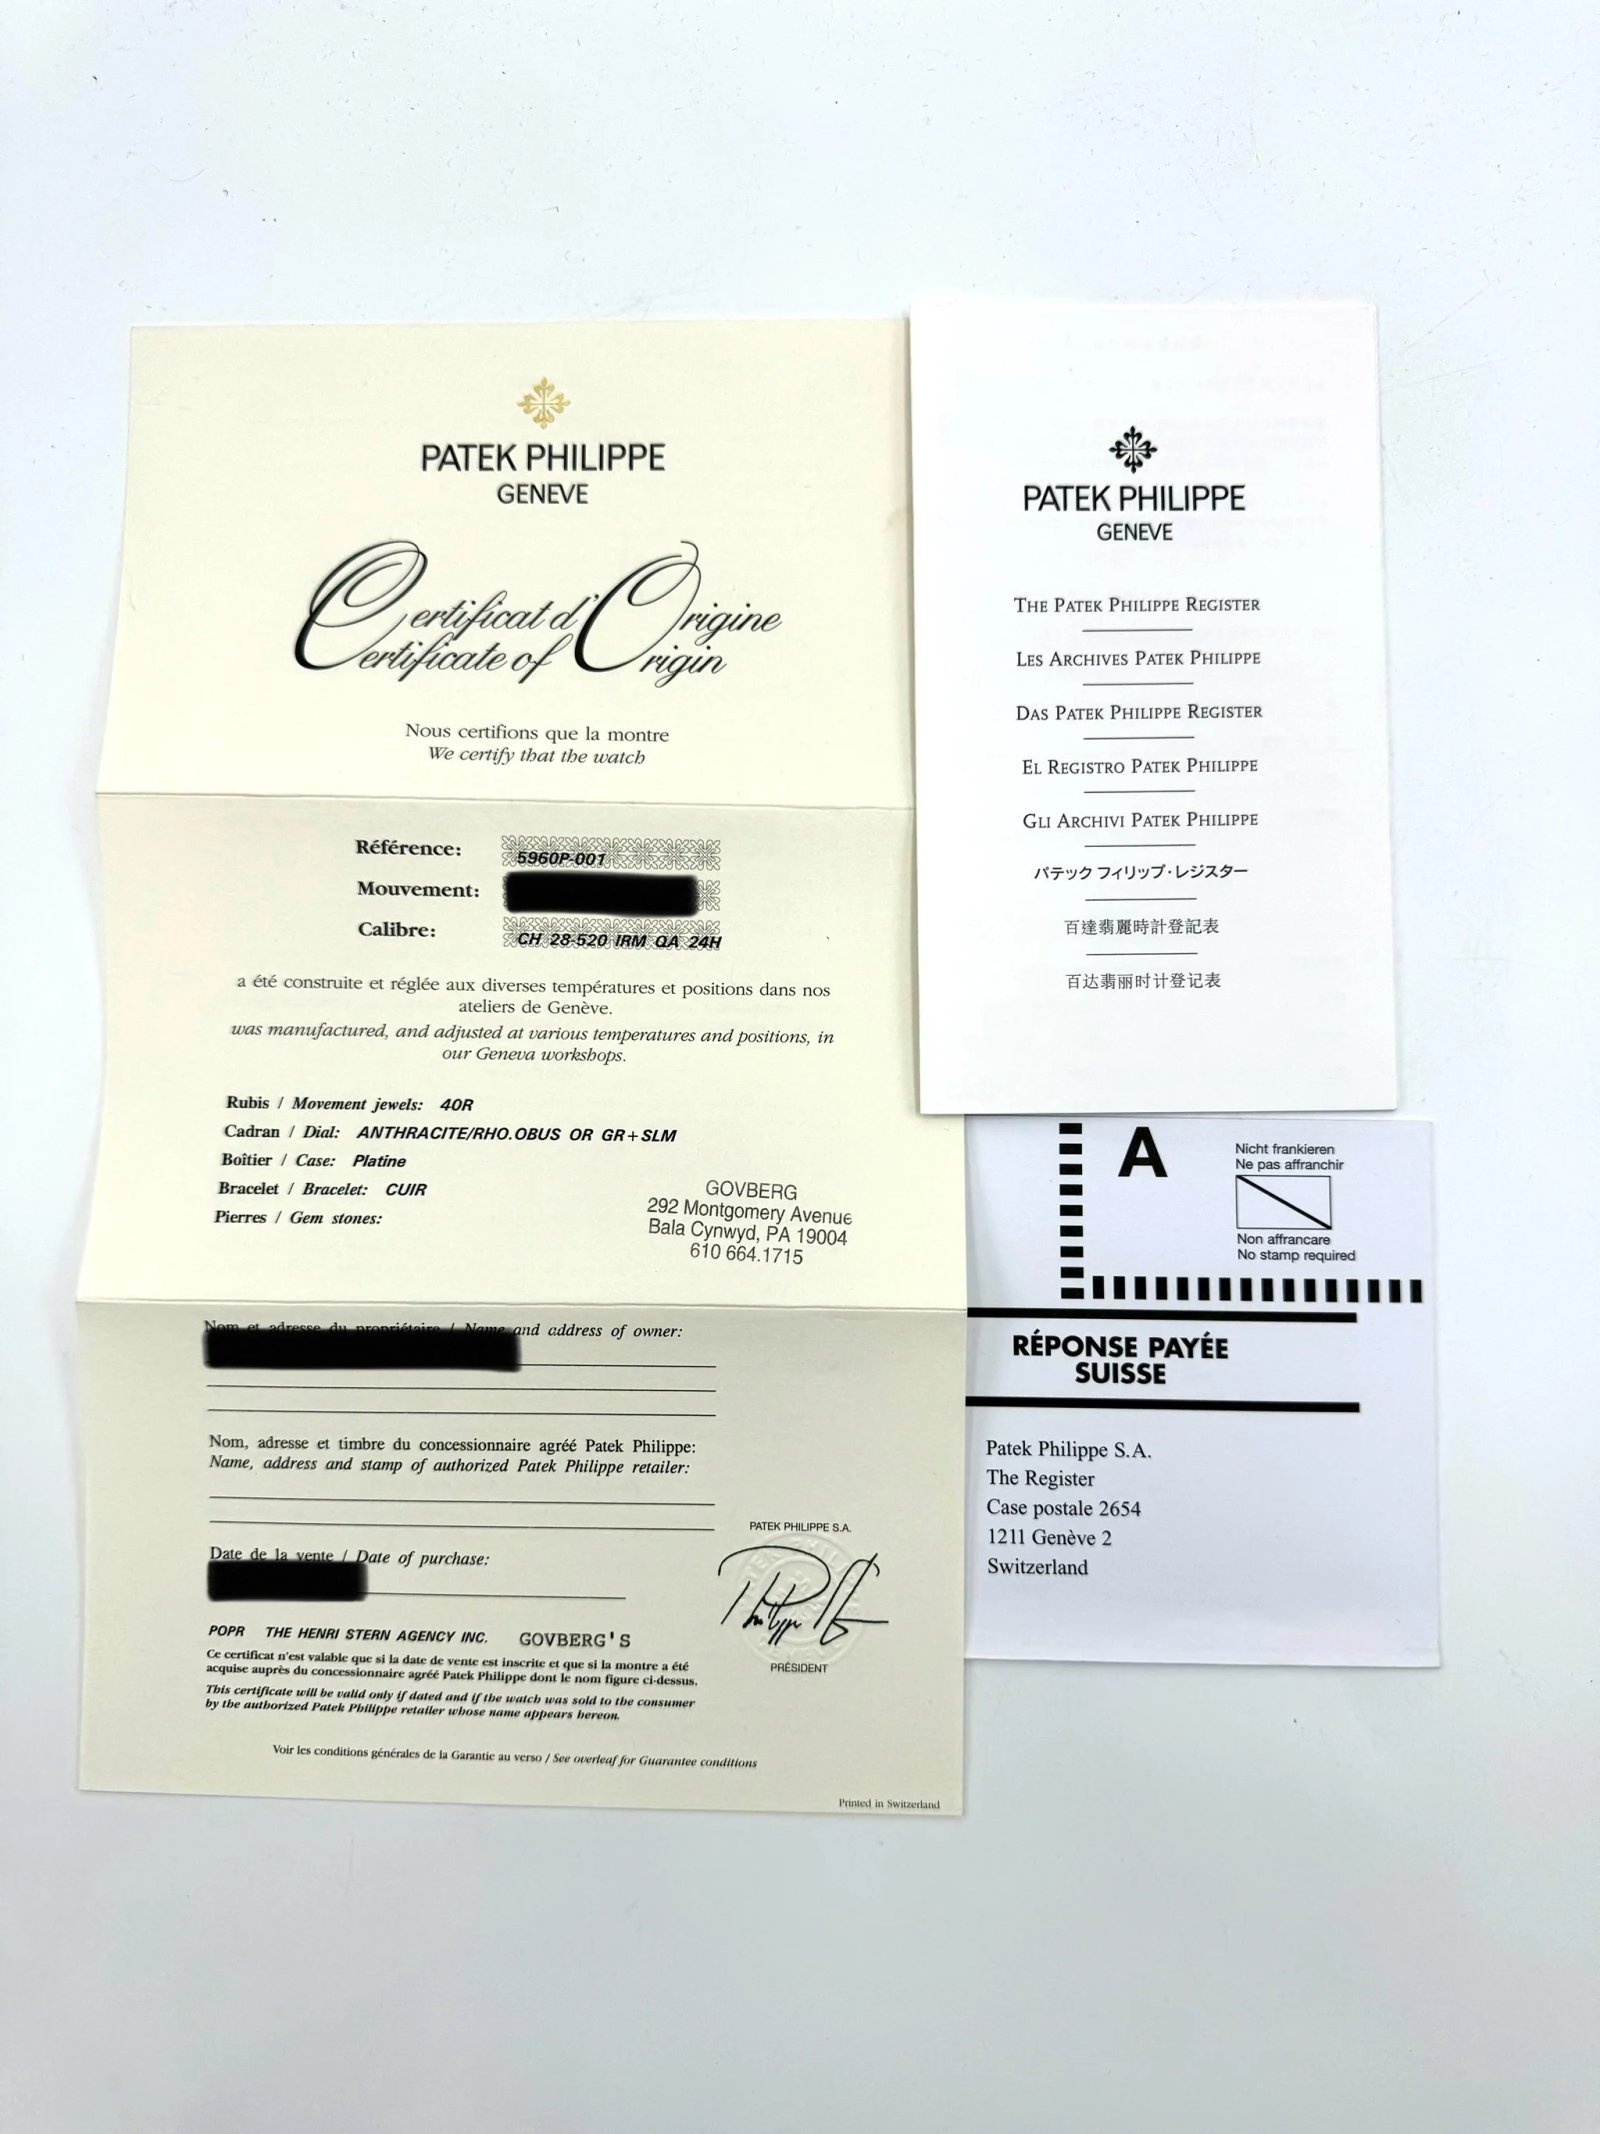 PATEK PHILIPPE
GENEVE
Certificat d'Origine
Certificate of Origin
Nous certifions que la montre
We certify that the watch
Référence: 5960P-001
Mouvement:
Calibre: CH 28-520 IRM QA 24H
a été construite et réglée aux diverses températures et positions dans nos
ateliers de Genève.
was manufactured, and adjusted at various temperatures and positions, in
our Geneva workshops.
Rubis / Movement jewels: 40R
Cadran / Dial: ANTHRACITE/RHO.OBUS OR GR+SLM
Boîtier / Case: Platine
Bracelet / Bracelet: CUIR
Pierres / Gem stones:
GOVBERG
292 Montgomery Avenue
Bala Cynwyd, PA 19004
610 664.1715
Nom et adresse du propriétaire / Name and address of owner:
Nom, adresse et timbre du concessionnaire agréé Patek Philippe:
Name, address and stamp of authorized Patek Philippe retailer:
Date de la vente / Date of purchase:
PATEK PHILIPPE S.A.
PRÉSIDENT
POPR THE HENRI STERN AGENCY INC. GOVBERG'S
Ce certificat n'est valable que si la date de vente est inscrite et que si la montre a été
acquise auprès du concessionnaire agréé Patek Philippe dont le nom figure ci-dessus.
This certificate will be valid only if dated and if the watch was sold to the consumer
by the authorized Patek Philippe retailer whose name appears hereon.
Voir les conditions générales de la Garantie au verso / See overleaf for Guarantee conditions
Printed in Switzerland
PATEK PHILIPPE
GENEVE
THE PATEK PHILIPPE REGISTER
LES ARCHIVES PATEK PHILIPPE
DAS PATEK PHILIPPE REGISTER
EL REGISTRO PATEK PHILIPPE
GLI ARCHIVI PATEK PHILIPPE
パテック フィリップ・レジスター
百達翡麗時計登記表
百达翡丽时计登记表
A
Nicht frankieren
Ne pas affranchir
Non affrancare
No stamp required
RÉPONSE PAYÉE
SUISSE
Patek Philippe S.A.
The Register
Case postale 2654
1211 Genève 2
Switzerland